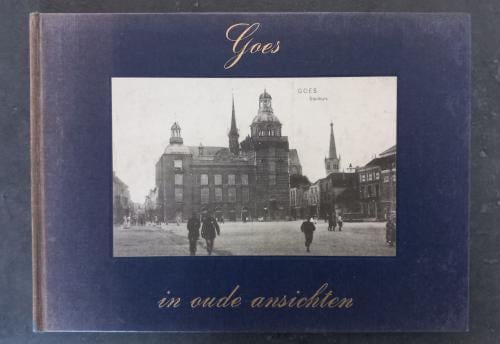 Goes
GOES
Stadhuis
in oude ansichten